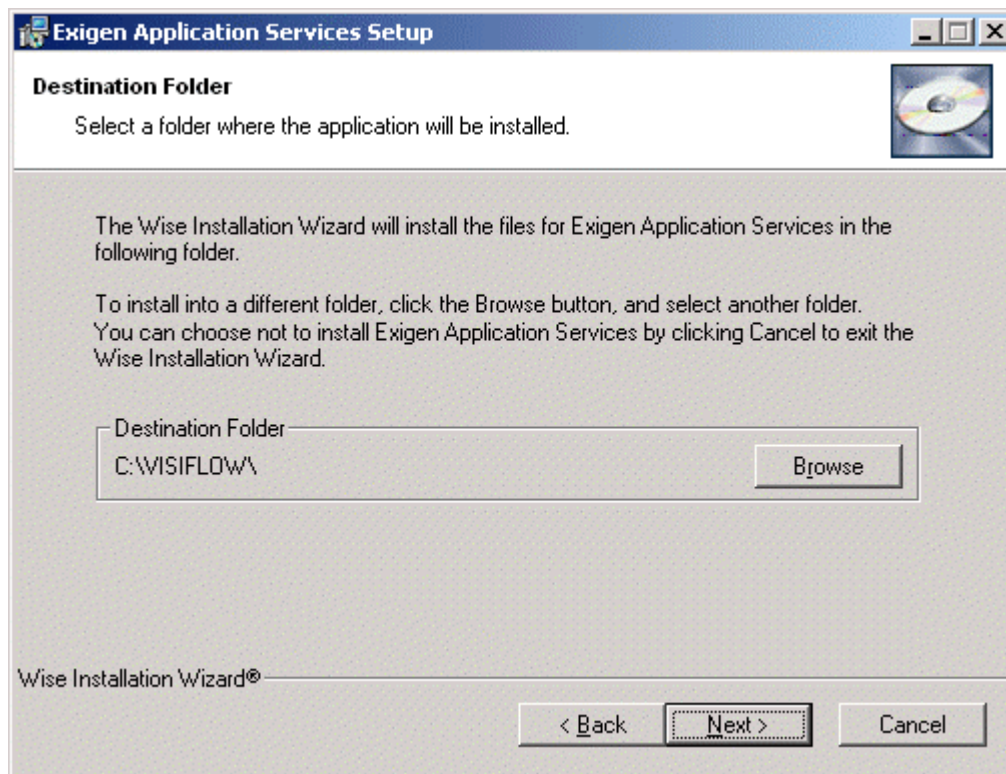 Exigen Application Services Setup
Destination Folder
Select a folder where the application will be installed.
The Wise Installation Wizard will install the files for Exigen Application Services in the
following folder.
To install into a different folder, click the Browse button, and select another folder.
You can choose not to install Exigen Application Services by clicking Cancel to exit the
Wise Installation Wizard.
Destination Folder
C:\VISIFLOW\
Browse
Wise Installation Wizard®
< Back
Next >
Cancel